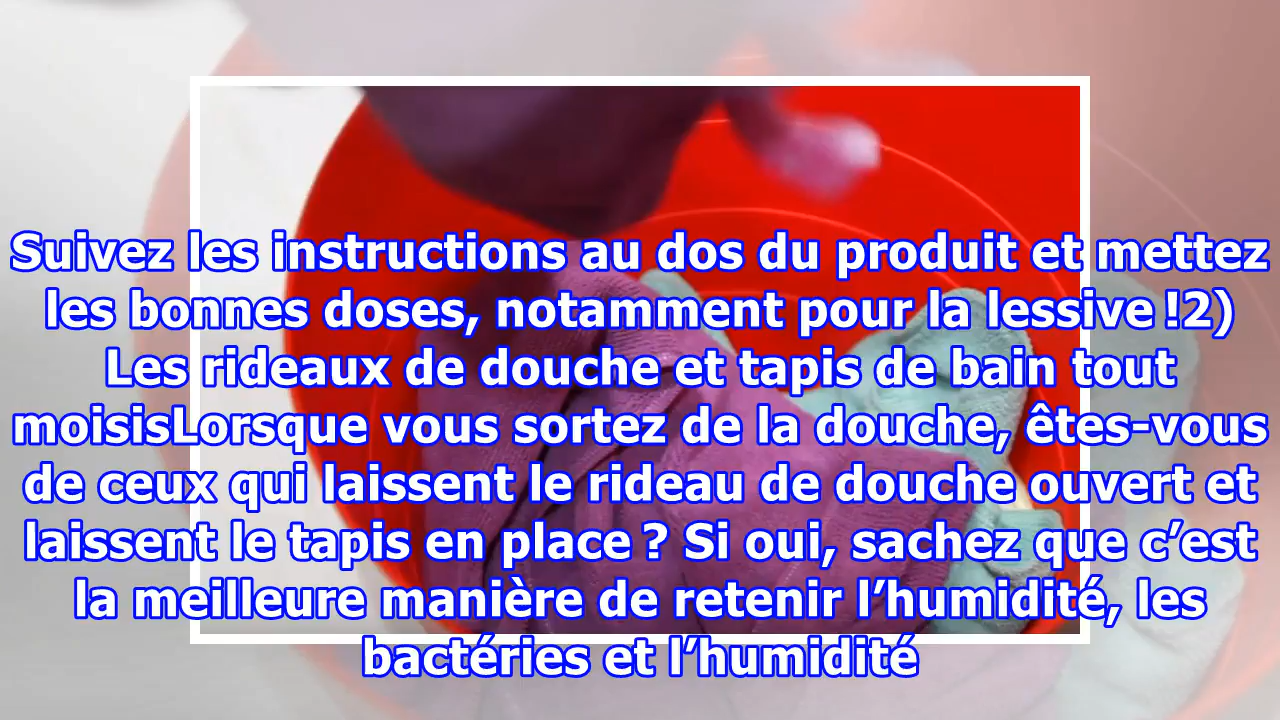 Suivez les instructions au dos du produit et mettez
les bonnes doses, notamment pour la lessive !2)
Les rideaux de douche et tapis de bain tout
moisisLorsque vous sortez de la douche, êtes-vous
de ceux qui laissent le rideau de douche ouvert et
laissent le tapis en place ? Si oui, sachez que c’est
la meilleure manière de retenir l’humidité, les
bactéries et l’humidité